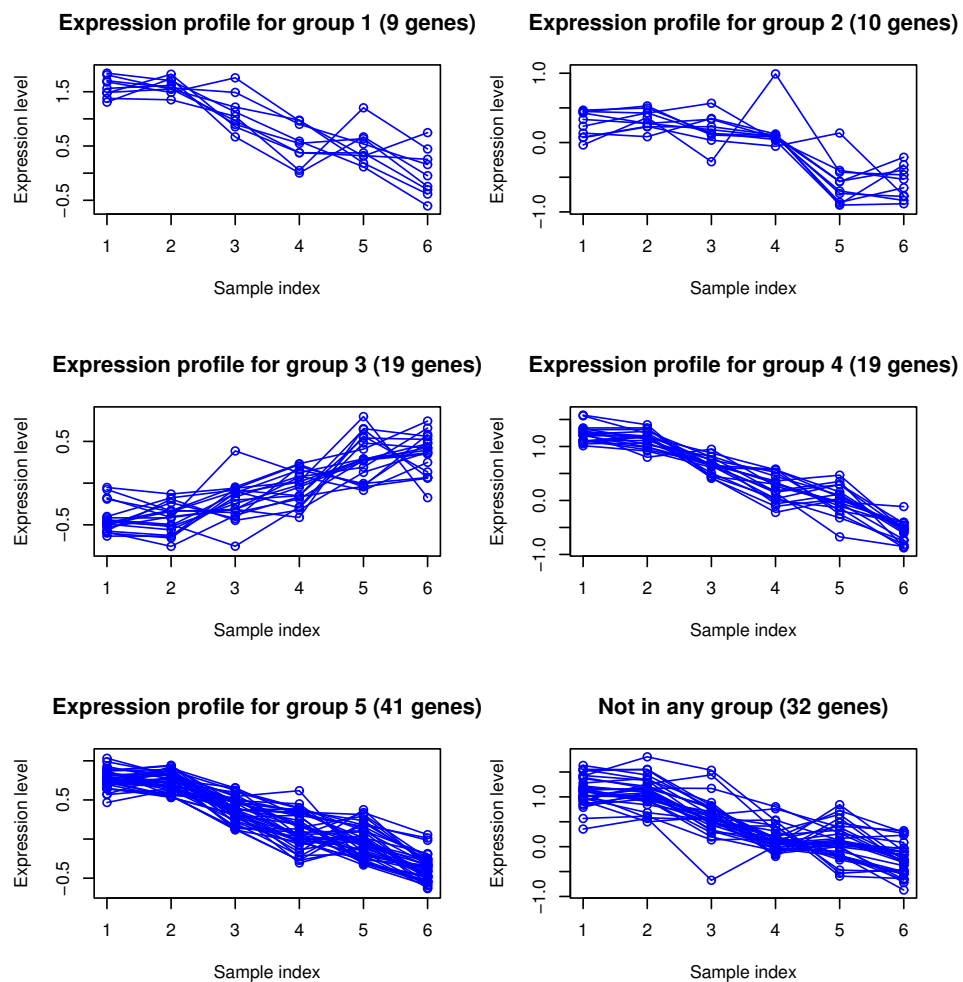 Expression profile for group 1 (9 genes)
Expression level
1.5
0.5
−0.5
1 2 3 4 5 6
Sample index
Expression profile for group 2 (10 genes)
Expression level
1.0
0.0
−1.0
1 2 3 4 5 6
Sample index
Expression profile for group 3 (19 genes)
Expression level
0.5
−0.5
1 2 3 4 5 6
Sample index
Expression profile for group 4 (19 genes)
Expression level
1.0
0.0
−1.0
1 2 3 4 5 6
Sample index
Expression profile for group 5 (41 genes)
Expression level
0.5
−0.5
1 2 3 4 5 6
Sample index
Not in any group (32 genes)
Expression level
1.0
0.0
−1.0
1 2 3 4 5 6
Sample index